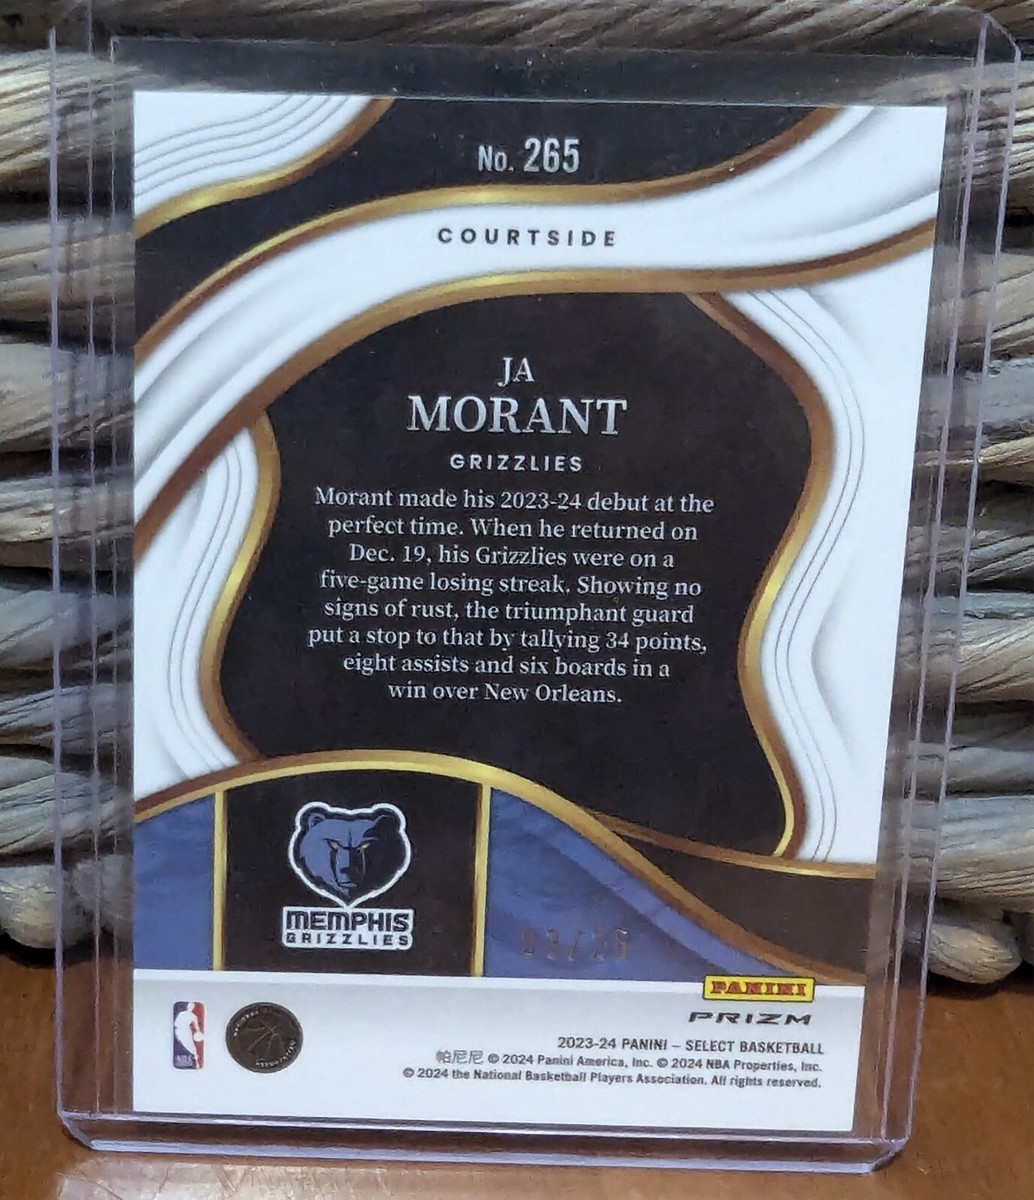 No. 265
COURTSIDE
JA
MORANT
GRIZZLIES
Morant made his 2023-24 debut at the
perfect time. When he returned on
Dec. 19, his Grizzlies were on a
five-game losing streak. Showing no
signs of rust, the triumphant guard
put a stop to that by tallying 34 points,
eight assists and six boards in a
win over New Orleans.
MEMPHIS
GRIZZLIES
PANINI
PRIZM
2023-24 PANINI – SELECT BASKETBALL
帕尼尼 © 2024 Panini America, Inc. © 2024 NBA Properties, Inc.
© 2024 the National Basketball Players Association. All rights reserved.